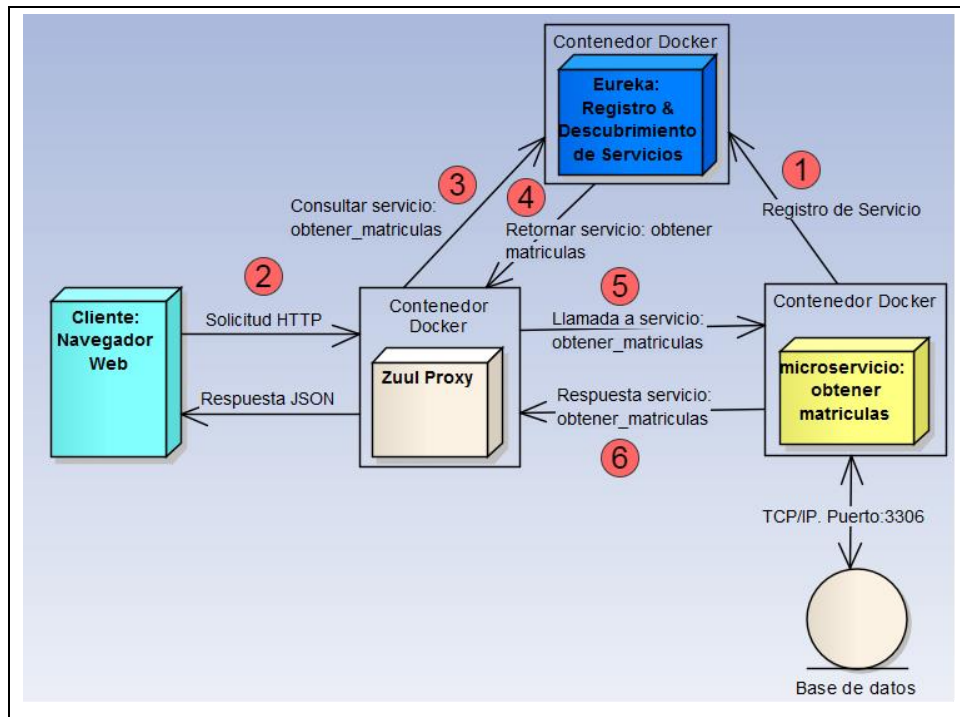 Contenedor Docker
Eureka:
Registro &
Descubrimiento
de Servicios
3
4
1
Consultar servicio:
obtener_matriculas
Retornar servicio: obtener
matriculas
Registro de Servicio
2
5
Cliente:
Navegador
Web
Solicitud HTTP
Respuesta JSON
Contenedor
Docker
Zuul Proxy
Llamada a servicio:
obtener_matriculas
Respuesta servicio:
obtener_matriculas
6
Contenedor Docker
microservicio:
obtener
matriculas
TCP/IP. Puerto:3306
Base de datos